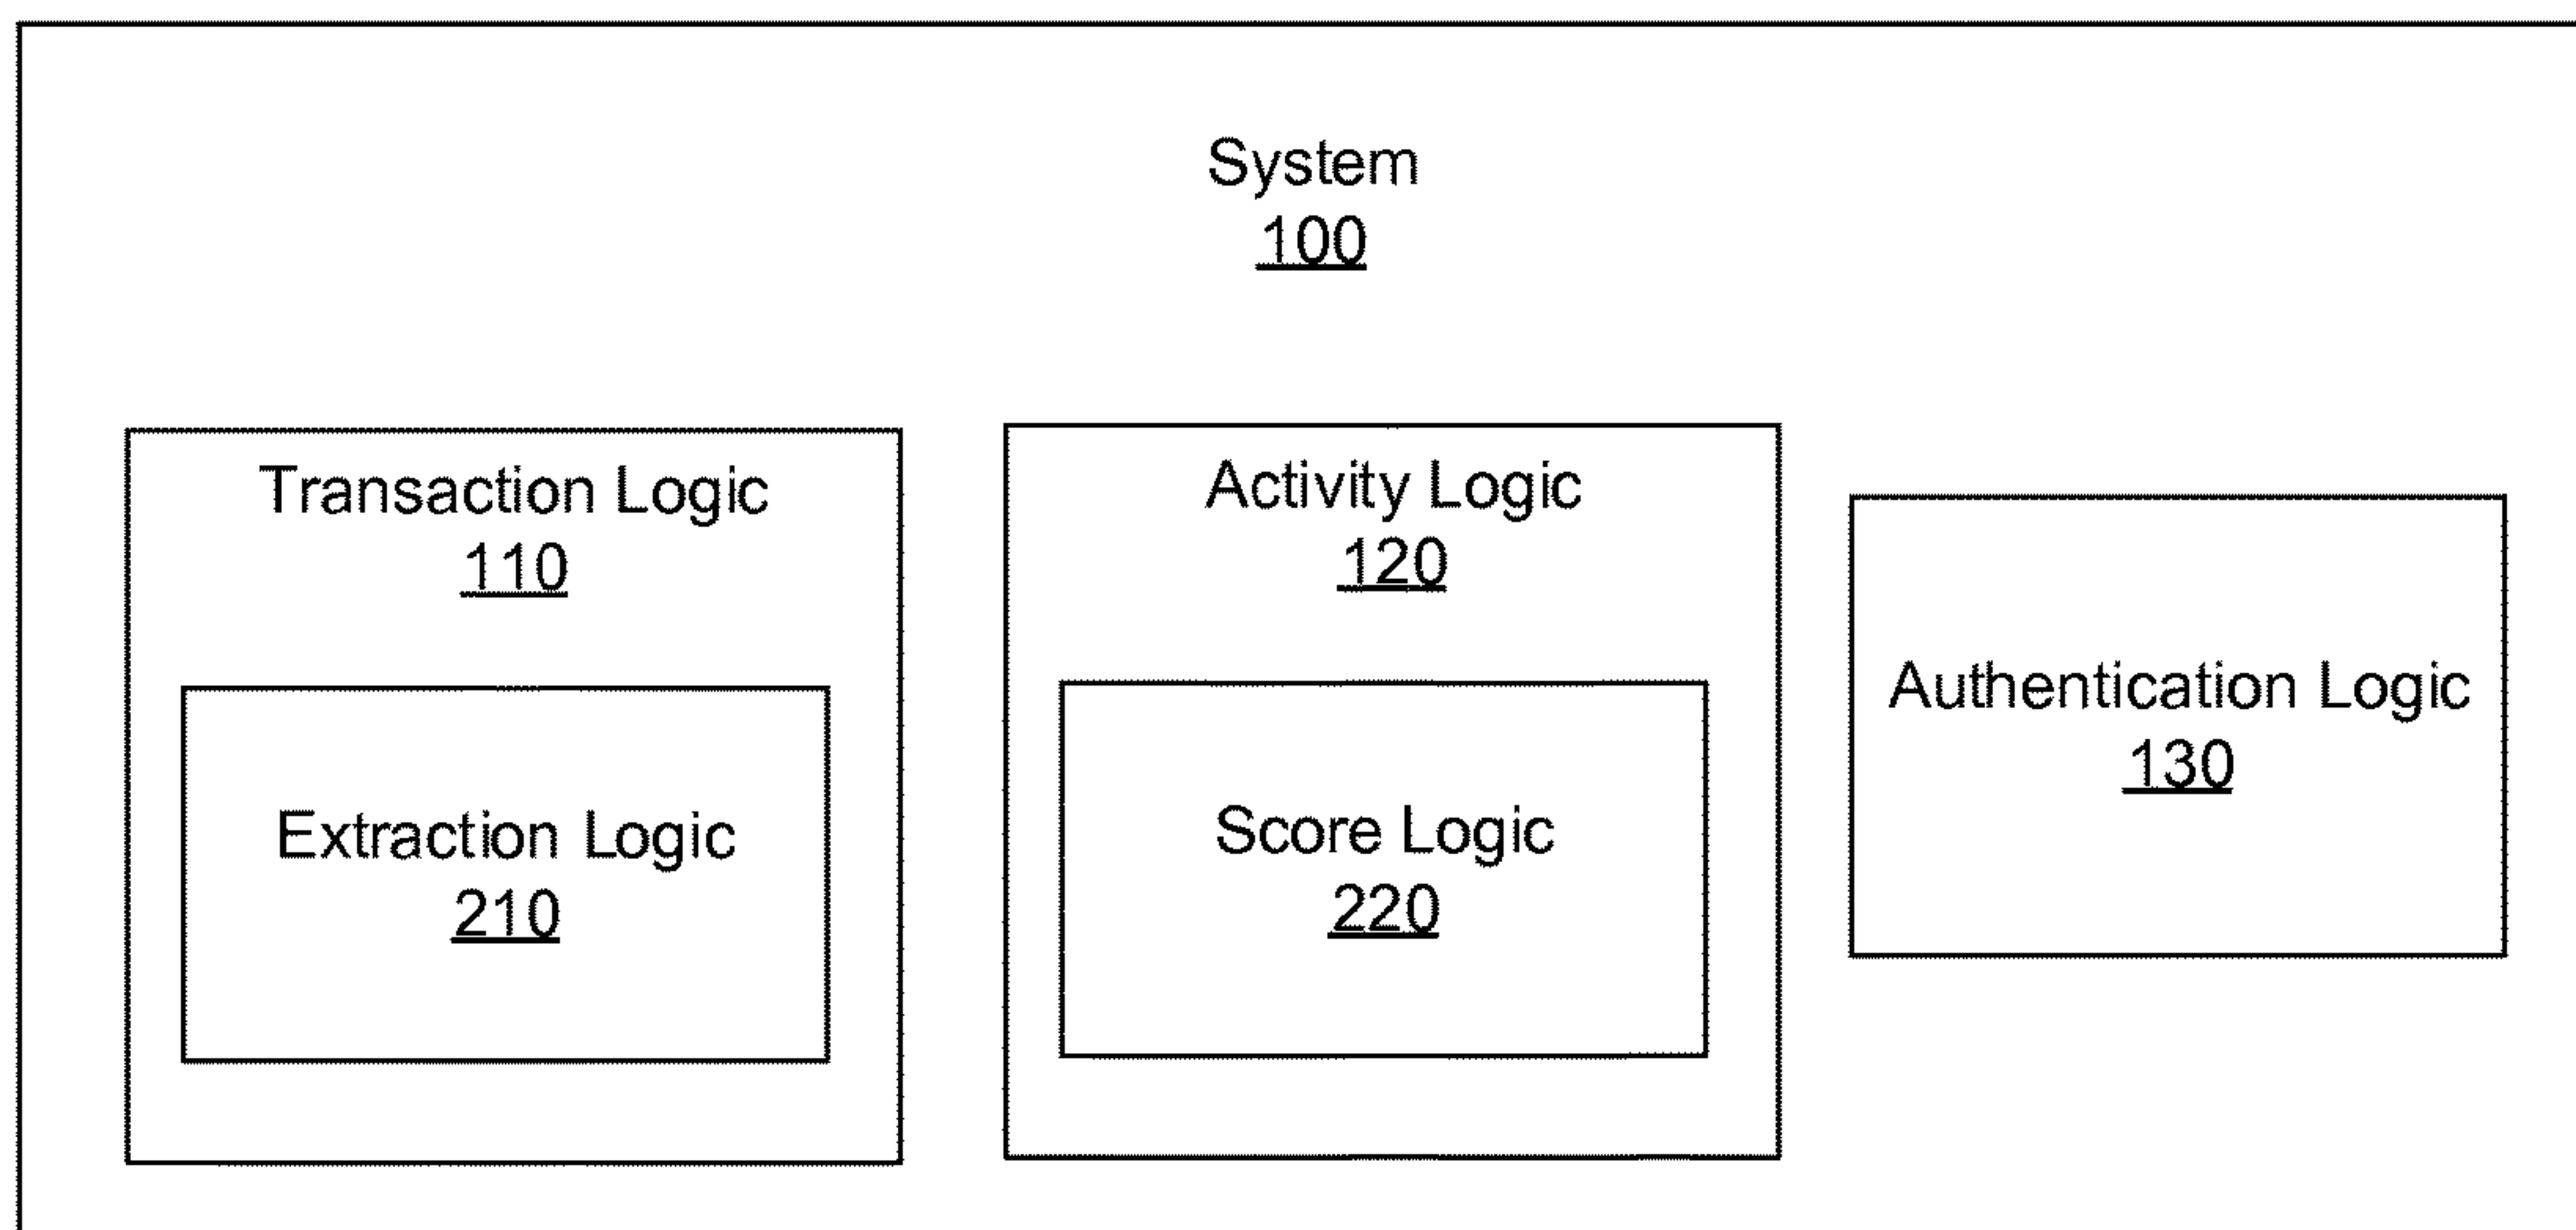 System
100
Transaction Logic
110
Extraction Logic
210
Activity Logic
120
Score Logic
220
Authentication Logic
130